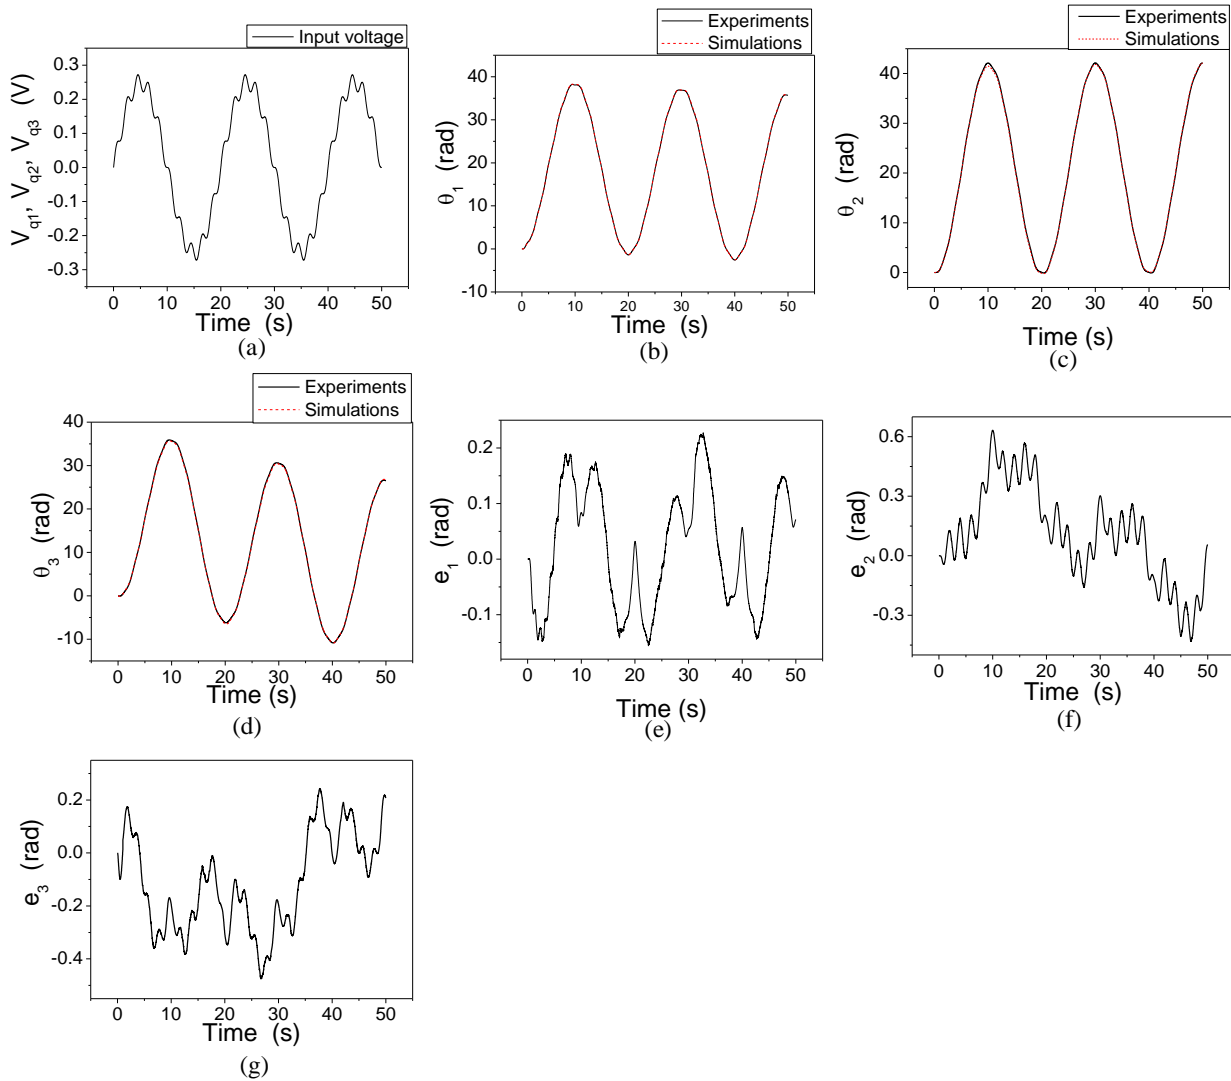 Input voltage
0.3
0.2
0.1
0.0
-0.1
-0.2
-0.3
V_q1, V_q2, V_q3 (V)
0 10 20 30 40 50
Time (s)
(a)
Experiments
Simulations
40
30
20
10
0
-10
θ_1 (rad)
0 10 20 30 40 50
Time (s)
(b)
Experiments
Simulations
40
30
20
10
0
θ_2 (rad)
0 10 20 30 40 50
Time (s)
(c)
Experiments
Simulations
40
30
20
10
0
-10
θ_3 (rad)
0 10 20 30 40 50
Time (s)
(d)
0.2
0.1
0.0
-0.1
e_1 (rad)
0 10 20 30 40 50
Time (s)
(e)
0.6
0.3
0.0
-0.3
e_2 (rad)
0 10 20 30 40 50
Time (s)
(f)
0.2
0.0
-0.2
-0.4
e_3 (rad)
0 10 20 30 40 50
Time (s)
(g)